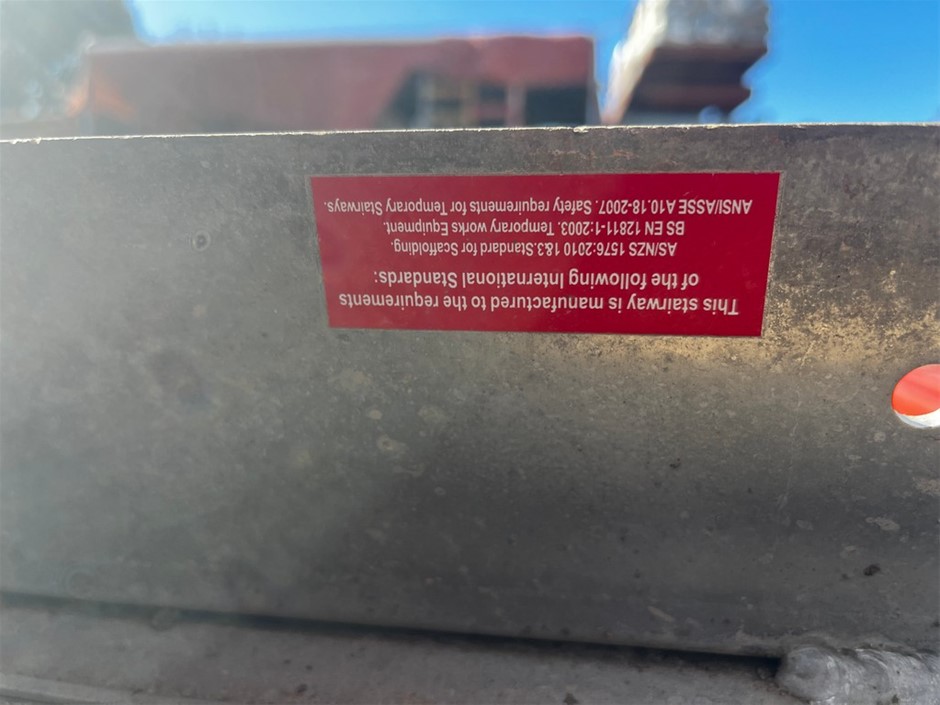 This stairway is manufactured to the requirements
of the following International Standards:
AS/NZS 1576:2010 1&3.Standard for Scaffolding.
BS EN 12811-1:2003. Temporary works Equipment.
ANSI/ASSE A10.18-2007. Safety requirements for Temporary Stairways.